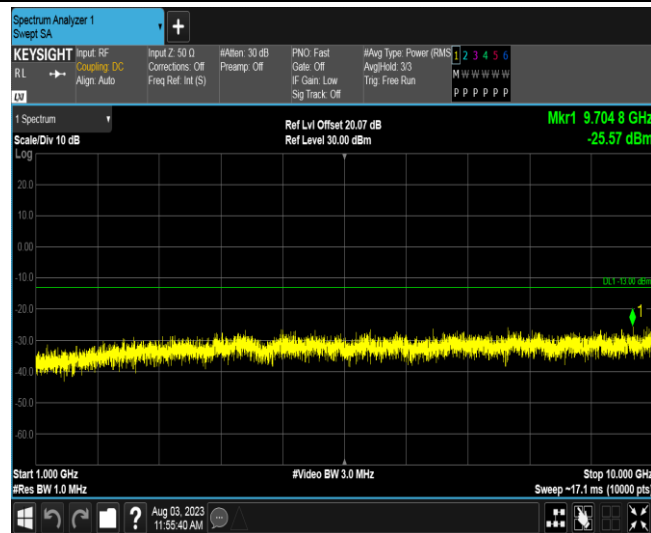 Spectrum Analyzer 1
Swept SA
+
KEYSIGHT
RL
LXI
Input: RF
Coupling: DC
Align: Auto
Input Z: 50 Ω
Corrections: Off
Freq Ref: Int (S)
#Atten: 30 dB
Preamp: Off
PNO: Fast
Gate: Off
IF Gain: Low
Sig Track: Off
#Avg Type: Power (RMS
Avg|Hold: 3/3
Trig: Free Run
1 2 3 4 5 6
M W W W W W
P P P P P P
1 Spectrum
Scale/Div 10 dB
Log
Ref Lvl Offset 20.07 dB
Ref Level 30.00 dBm
Mkr1 9.704 8 GHz
-25.57 dBm
20.0
10.0
0.00
-10.0
DL1 -13.00 dBm
-20.0
1
-30.0
-40.0
-50.0
-60.0
Start 1.000 GHz
#Res BW 1.0 MHz
#Video BW 3.0 MHz
Stop 10.000 GHz
Sweep ~17.1 ms (10000 pts)
?
Aug 03, 2023
11:55:40 AM